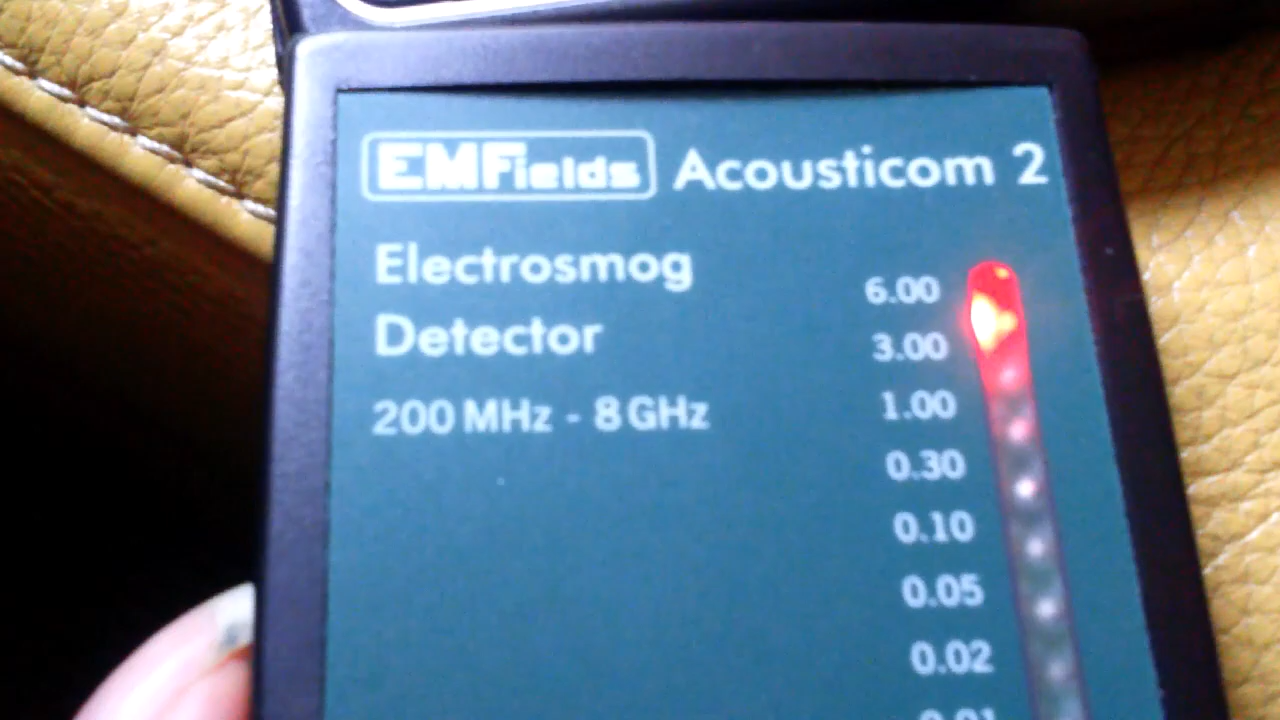 EMFields Acousticom 2
Electrosmog
Detector
200 MHz - 8 GHz
6.00
3.00
1.00
0.30
0.10
0.05
0.02